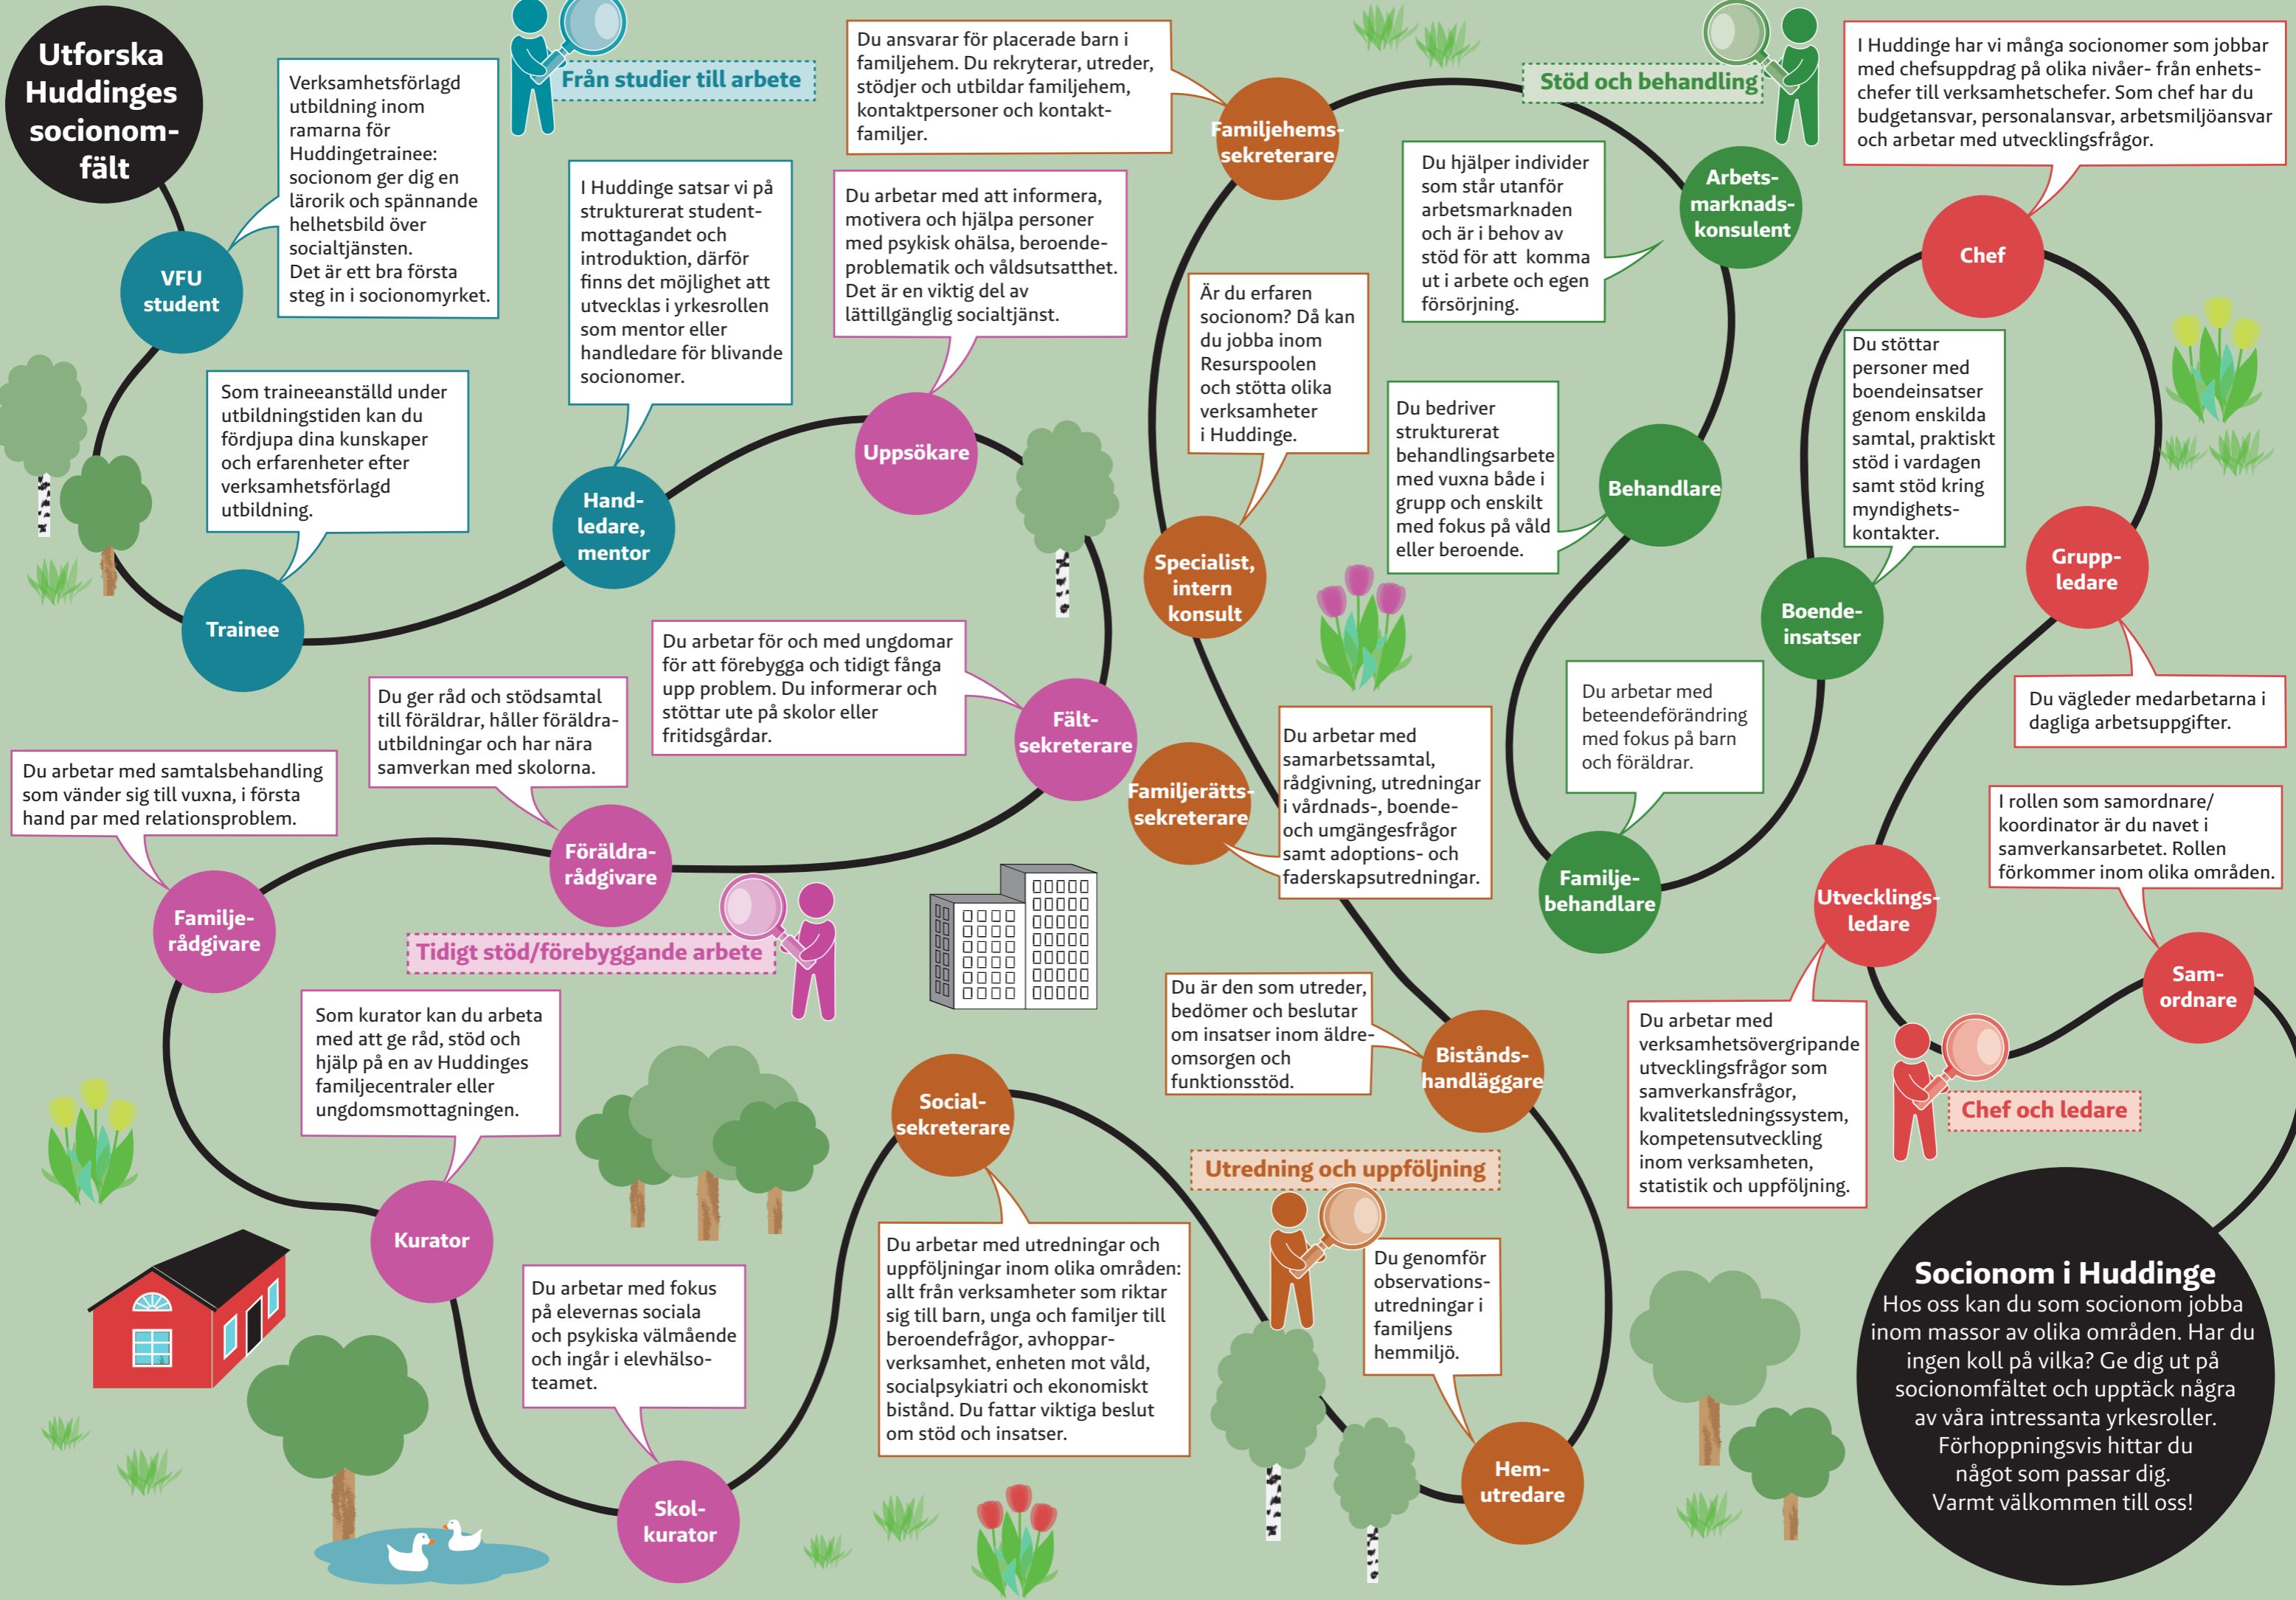 Utforska
Huddinges
socionom-
fält
VFU
student
Verksamhetsförlagd
utbildning inom
ramarna för
Huddingetrainee:
socionom ger dig en
lärorik och spännande
helhetsbild över
socialtjänsten.
Det är ett bra första
steg in i socionomyrket.
Från studier till arbete
Trainee
Som traineeanställd under
utbildningstiden kan du
fördjupa dina kunskaper
och erfarenheter efter
verksamhetsförlagd
utbildning.
Hand-
ledare,
mentor
I Huddinge satsar vi på
strukturerat student-
mottagandet och
introduktion, därför
finns det möjlighet att
utvecklas i yrkesrollen
som mentor eller
handledare för blivande
socionomer.
Uppsökare
Du arbetar med att informera,
motivera och hjälpa personer
med psykisk ohälsa, beroende-
problematik och våldsutsatthet.
Det är en viktig del av
lättillgänglig socialtjänst.
Fält-
sekreterare
Du arbetar för och med ungdomar
för att förebygga och tidigt fånga
upp problem. Du informerar och
stöttar ute på skolor eller
fritidsgårdar.
Föräldra-
rådgivare
Du ger råd och stödsamtal
till föräldrar, håller föräldra-
utbildningar och har nära
samverkan med skolorna.
Familje-
rådgivare
Du arbetar med samtalsbehandling
som vänder sig till vuxna, i första
hand par med relationsproblem.
Tidigt stöd/förebyggande arbete
Kurator
Som kurator kan du arbeta
med att ge råd, stöd och
hjälp på en av Huddinges
familjecentraler eller
ungdomsmottagningen.
Skol-
kurator
Du arbetar med fokus
på elevernas sociala
och psykiska välmående
och ingår i elevhälso-
teamet.
Social-
sekreterare
Du arbetar med utredningar och
uppföljningar inom olika områden:
allt från verksamheter som riktar
sig till barn, unga och familjer till
beroendefrågor, avhoppar-
verksamhet, enheten mot våld,
socialpsykiatri och ekonomiskt
bistånd. Du fattar viktiga beslut
om stöd och insatser.
Utredning och uppföljning
Hem-
utredare
Du genomför
observations-
utredningar i
familjens
hemmiljö.
Bistånds-
handläggare
Du är den som utreder,
bedömer och beslutar
om insatser inom äldre-
omsorgen och
funktionsstöd.
Familjerätts-
sekreterare
Du arbetar med
samarbetssamtal,
rådgivning, utredningar
i vårdnads-, boende-
och umgängesfrågor
samt adoptions- och
faderskapsutredningar.
Specialist,
intern
konsult
Är du erfaren
socionom? Då kan
du jobba inom
Resurspoolen
och stötta olika
verksamheter
i Huddinge.
Familjehems-
sekreterare
Du ansvarar för placerade barn i
familjehem. Du rekryterar, utreder,
stödjer och utbildar familjehem,
kontaktpersoner och kontakt-
familjer.
Stöd och behandling
Arbets-
marknads-
konsulent
Du hjälper individer
som står utanför
arbetsmarknaden
och är i behov av
stöd för att komma
ut i arbete och egen
försörjning.
Behandlare
Du bedriver
strukturerat
behandlingsarbete
med vuxna både i
grupp och enskilt
med fokus på våld
eller beroende.
Familje-
behandlare
Du arbetar med
beteendeförändring
med fokus på barn
och föräldrar.
Boende-
insatser
Du stöttar
personer med
boendeinsatser
genom enskilda
samtal, praktiskt
stöd i vardagen
samt stöd kring
myndighets-
kontakter.
Chef
I Huddinge har vi många socionomer som jobbar
med chefsuppdrag på olika nivåer- från enhets-
chefer till verksamhetschefer. Som chef har du
budgetansvar, personalansvar, arbetsmiljöansvar
och arbetar med utvecklingsfrågor.
Grupp-
ledare
Du vägleder medarbetarna i
dagliga arbetsuppgifter.
Utvecklings-
ledare
Du arbetar med
verksamhetsövergripande
utvecklingsfrågor som
samverkansfrågor,
kvalitetsledningssystem,
kompetensutveckling
inom verksamheten,
statistik och uppföljning.
Chef och ledare
Sam-
ordnare
I rollen som samordnare/
koordinator är du navet i
samverkansarbetet. Rollen
förkommer inom olika områden.
Socionom i Huddinge
Hos oss kan du som socionom jobba
inom massor av olika områden. Har du
ingen koll på vilka? Ge dig ut på
socionomfältet och upptäck några
av våra intressanta yrkesroller.
Förhoppningsvis hittar du
något som passar dig.
Varmt välkommen till oss!